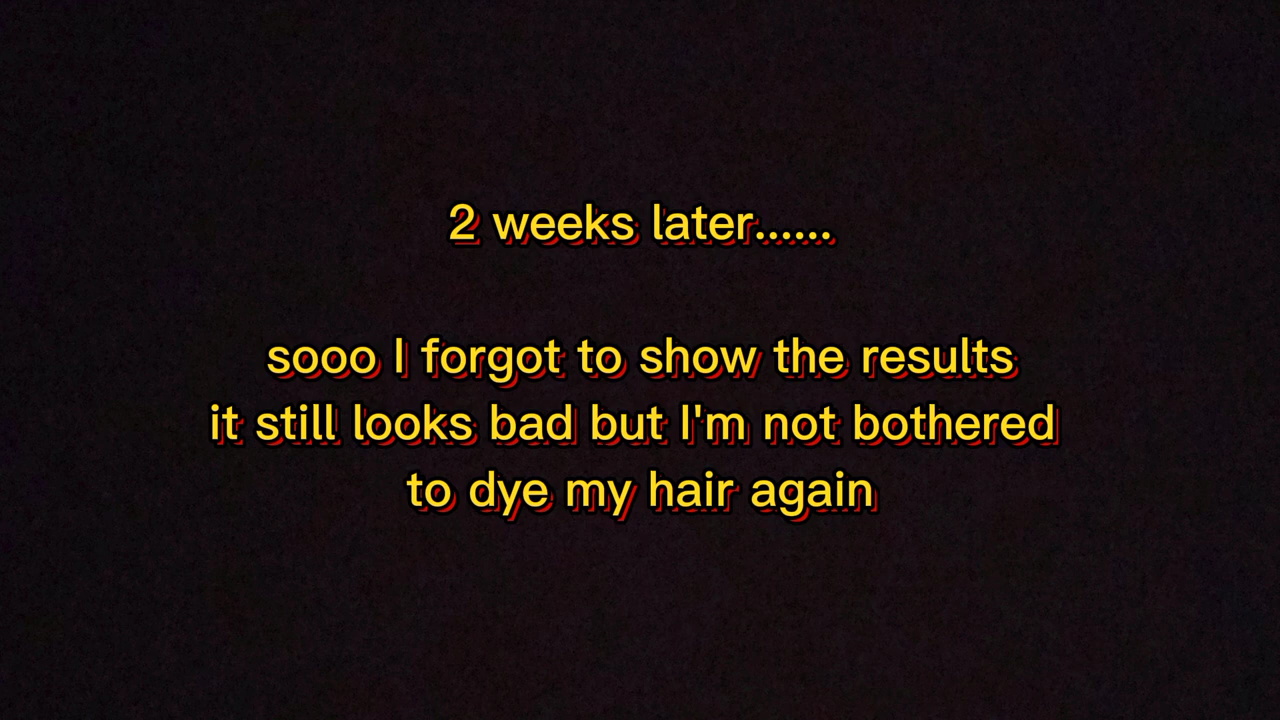 2 weeks later......
sooo I forgot to show the results
it still looks bad but I'm not bothered
to dye my hair again